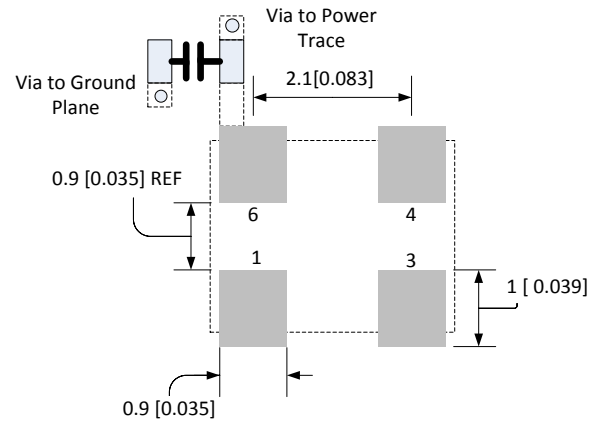 Via to Power
Trace
Via to Ground
Plane
2.1[0.083]
0.9 [0.035] REF
6
4
1
3
1 [ 0.039]
0.9 [0.035]